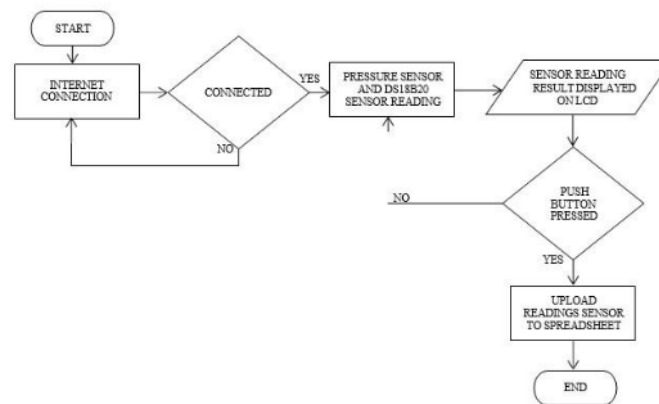 START
INTERNET
CONNECTION
CONNECTED
YES
NO
PRESSURE SENSOR
AND DS18B20
SENSOR READING
SENSOR READING
RESULT DISPLAYED
ON LCD
PUSH
BUTTON
PRESSED
NO
YES
UPLOAD
READINGS SENSOR
TO SPREADSHEET
END